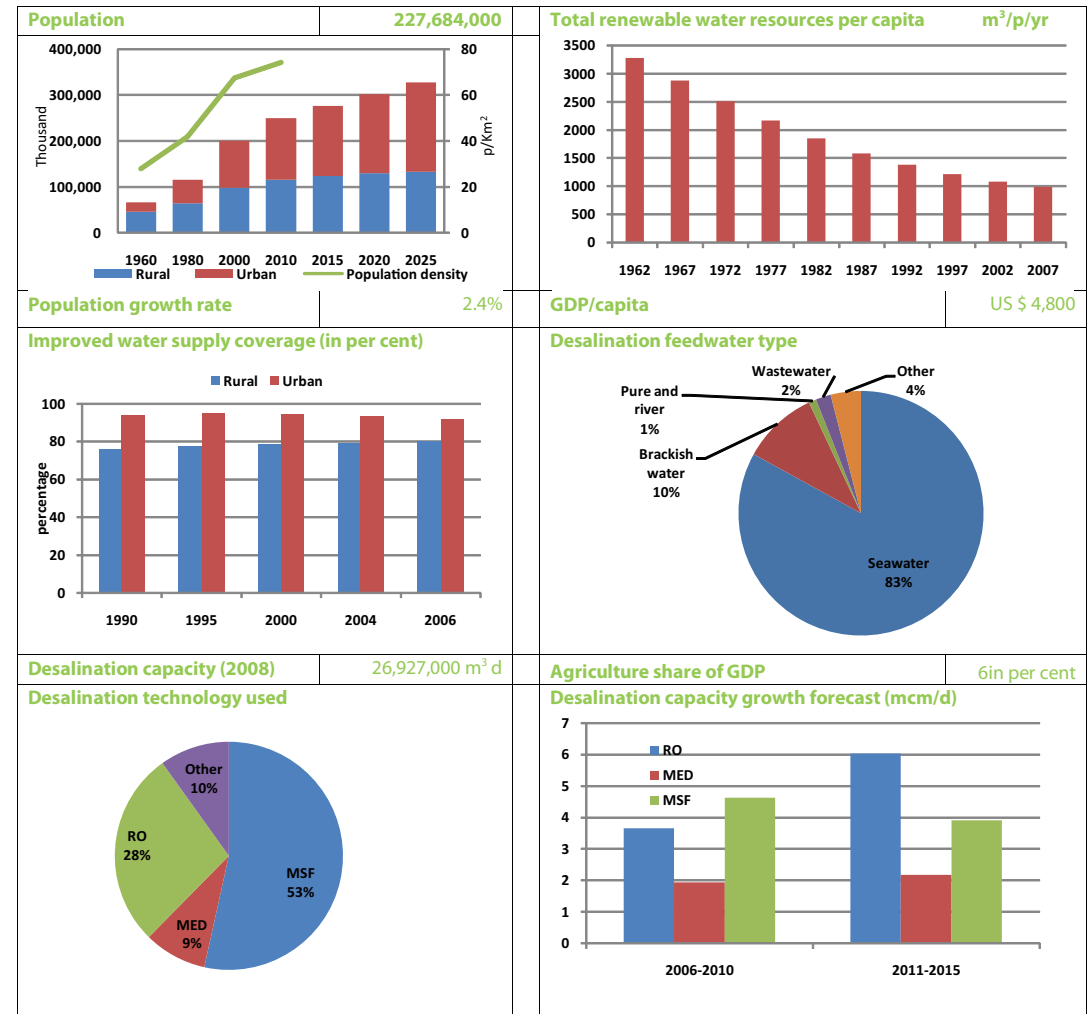 Population 227,684,000
400,000
300,000
200,000
100,000
0
Thousand
80
60
40
20
0
p/Km²
1960 1980 2000 2010 2015 2020 2025
Rural Urban Population density
Total renewable water resources per capita m³/p/yr
3500
3000
2500
2000
1500
1000
500
0
1962 1967 1972 1977 1982 1987 1992 1997 2002 2007
Population growth rate 2.4%
GDP/capita US $ 4,800
Improved water supply coverage (in per cent)
Rural Urban
100
80
60
40
20
0
percentage
1990 1995 2000 2004 2006
Desalination feedwater type
Wastewater
2%
Other
4%
Pure and
river
1%
Brackish
water
10%
Seawater
83%
Desalination capacity (2008) 26,927,000 m³ d
Agriculture share of GDP 6in per cent
Desalination technology used
Other
10%
RO
28%
MSF
53%
MED
9%
Desalination capacity growth forecast (mcm/d)
7
6
5
4
3
2
1
0
RO
MED
MSF
2006-2010 2011-2015